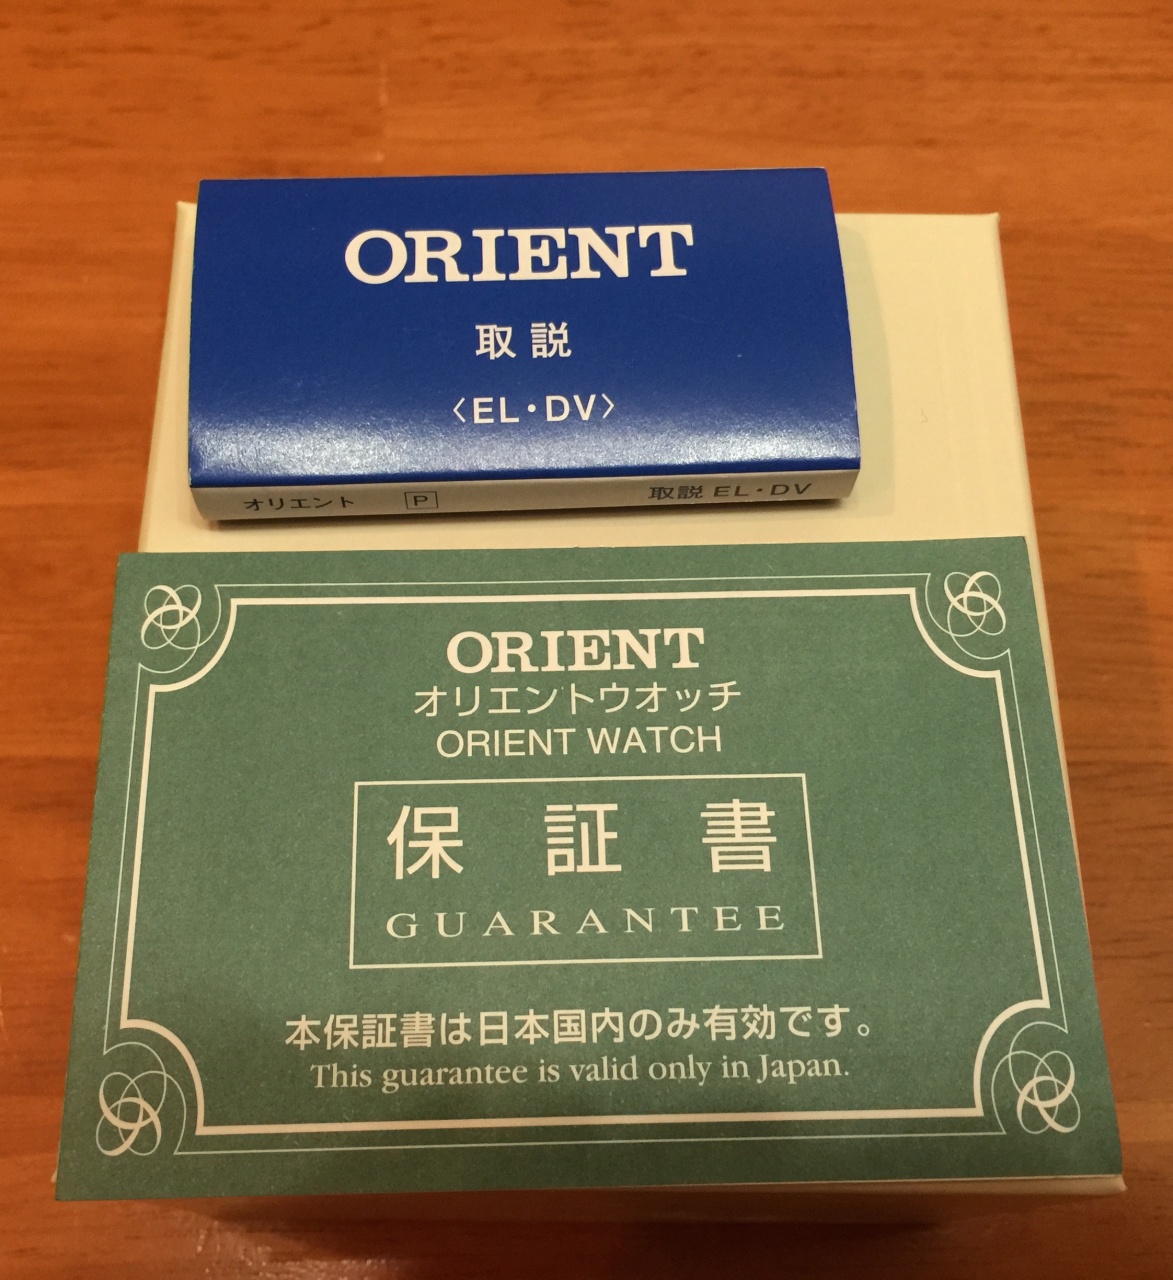 ORIENT
取説
〈EL・DV〉
オリエント P 取説 EL・DV
ORIENT
オリエントウオッチ
ORIENT WATCH
保証書
GUARANTEE
本保証書は日本国内のみ有効です。
This guarantee is valid only in Japan.